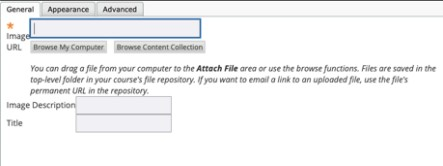 General Appearance Advanced
* Image
URL Browse My Computer Browse Content Collection
You can drag a file from your computer to the Attach File area or use the browse functions. Files are saved in the
top-level folder in your course's file repository. If you want to email a link to an uploaded file, use the file's
permanent URL in the repository.
Image Description
Title